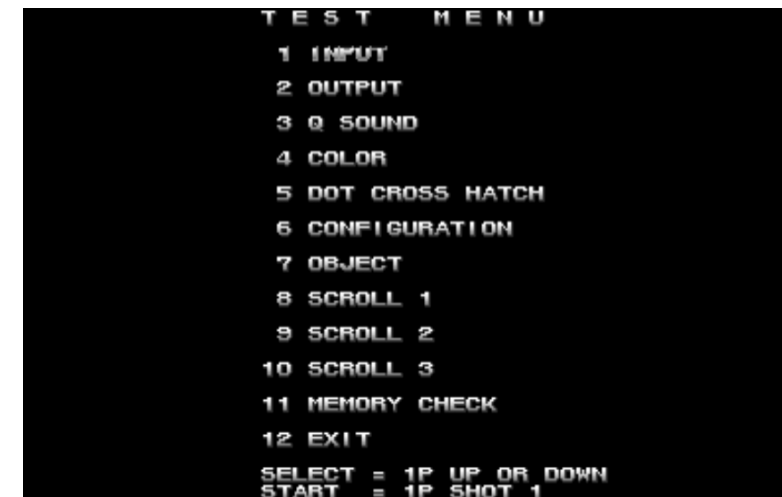 TEST MENU
1 INPUT
2 OUTPUT
3 Q SOUND
4 COLOR
5 DOT CROSS HATCH
6 CONFIGURATION
7 OBJECT
8 SCROLL 1
9 SCROLL 2
10 SCROLL 3
11 MEMORY CHECK
12 EXIT
SELECT = 1P UP OR DOWN
START = 1P SHOT 1